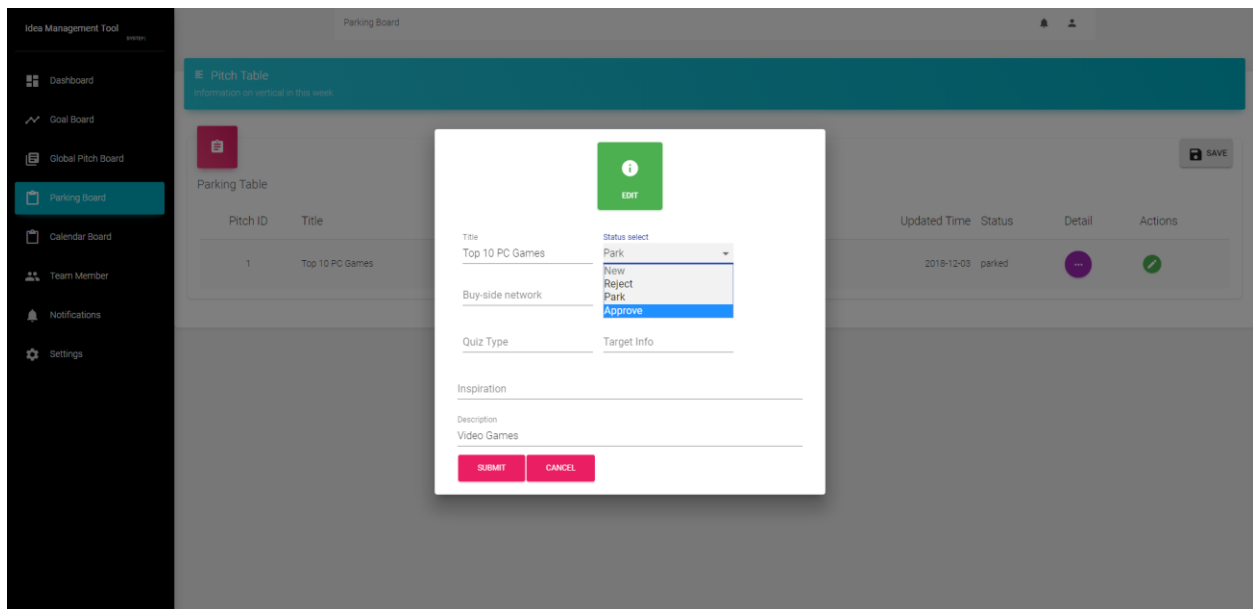 Idea Management Tool
SYSTEM
Parking Board
Dashboard
Goal Board
Global Pitch Board
Parking Board
Calendar Board
Team Member
Notifications
Settings
Pitch Table
Information on vertical in this week
SAVE
Parking Table
Pitch ID Title Updated Time Status Detail Actions
1 Top 10 PC Games 2018-12-03 parked
EDIT
Title Status select
Top 10 PC Games Park
New
Reject
Park
Approve
Buy-side network
Quiz Type Target Info
Inspiration
Description
Video Games
SUBMIT CANCEL